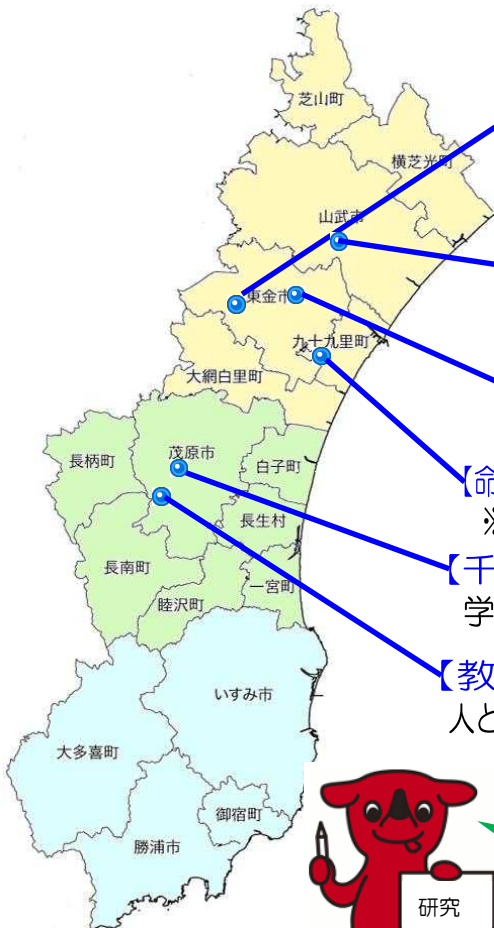 芝山町
横芝光町
山武市
東金市
九十九里町
大網白里町
長柄町
茂原市
白子町
長生村
【命
※
【千
長南町
睦沢町
一宮町
学
【教
人と
いすみ市
大多喜町
御宿町
勝浦市
研究